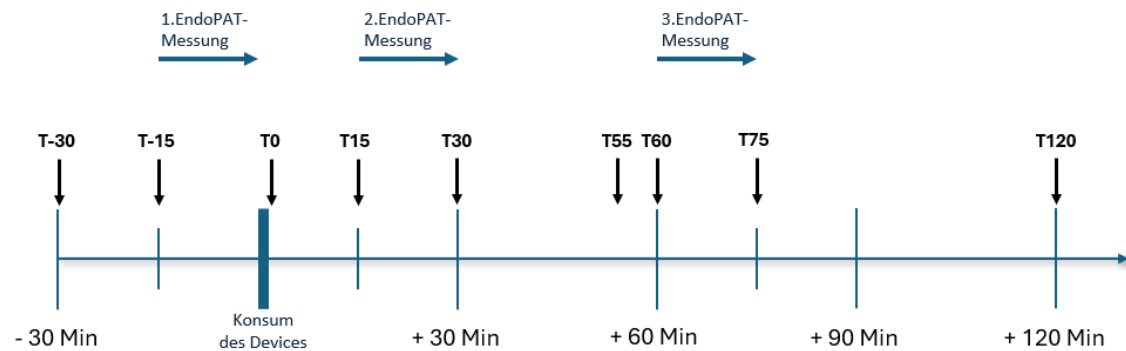 1.EndoPAT-
Messung
2.EndoPAT-
Messung
3.EndoPAT-
Messung
T-30
T-15
T0
T15
T30
T55
T60
T75
T120
- 30 Min
Konsum
des Devices
+ 30 Min
+ 60 Min
+ 90 Min
+ 120 Min